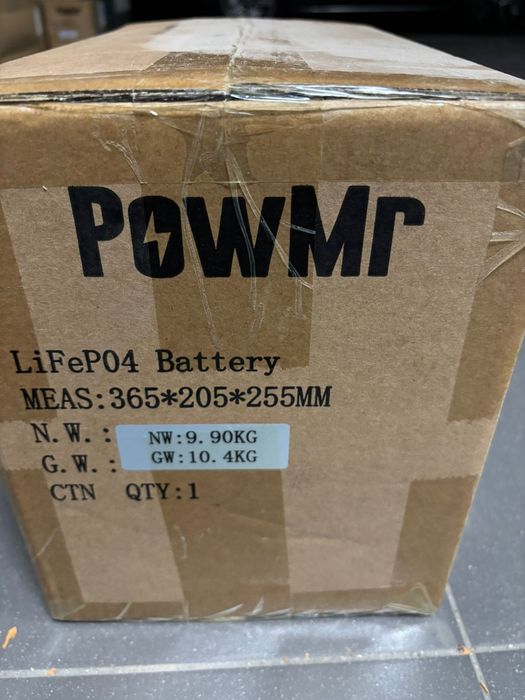 PowMr
LiFePO4 Battery
MEAS:365*205*255MM
N.W.: NW:9.90KG
G.W.: GW:10.4KG
CTN QTY:1